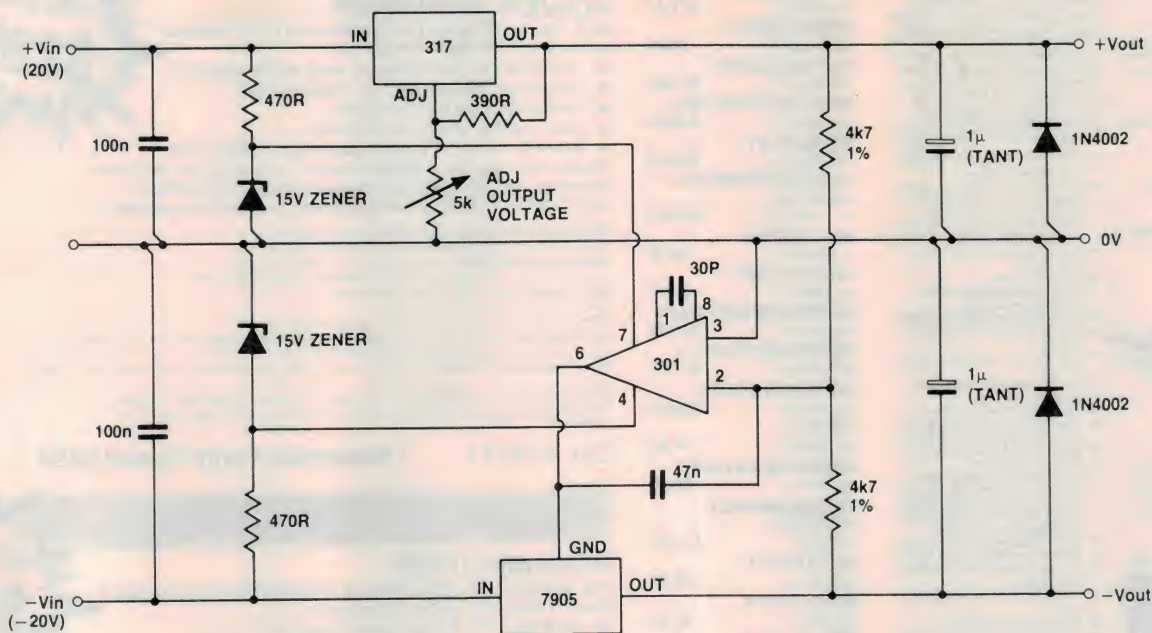 +Vin
(20V)
IN
317
OUT
+Vout
ADJ
390R
470R
100n
15V ZENER
ADJ
OUTPUT
VOLTAGE
5k
4k7
1%
1µ
(TANT)
1N4002
0V
30P
1
8
3
7
6
301
2
4
15V ZENER
1µ
(TANT)
1N4002
100n
47n
4k7
1%
470R
GND
IN
7905
OUT
-Vin
(-20V)
-Vout